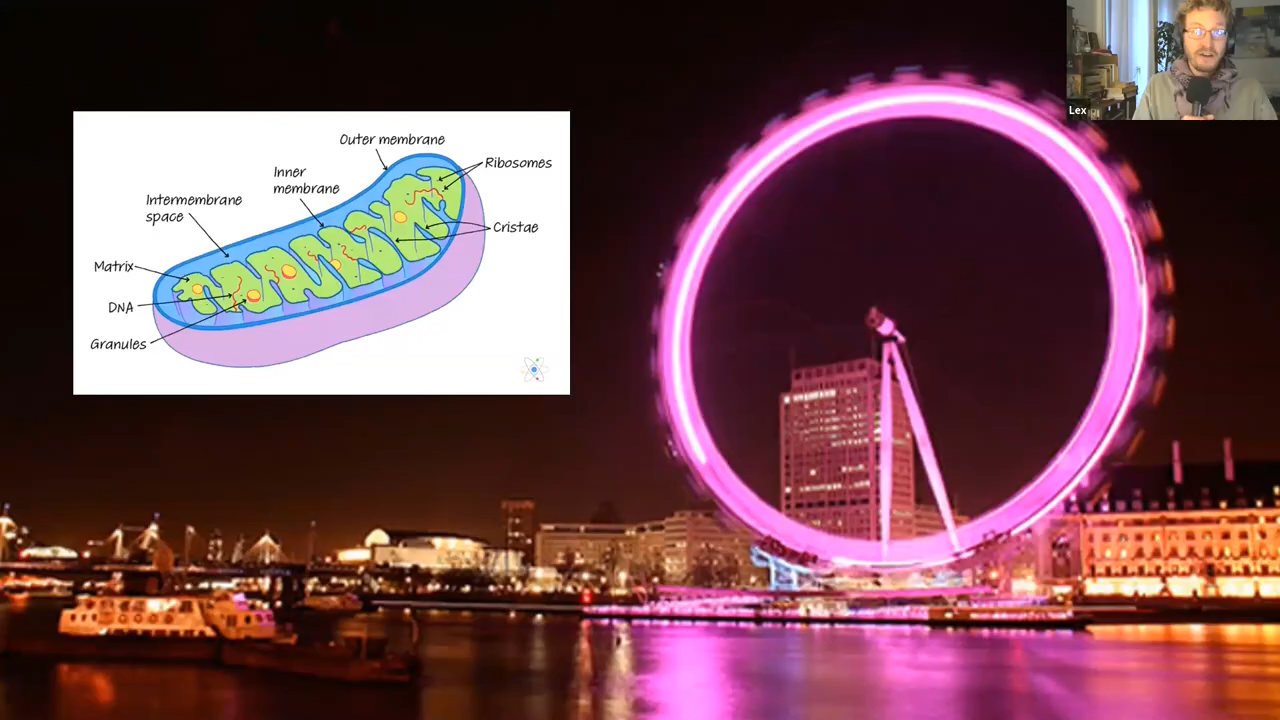 Outer membrane
Ribosomes
Inner
membrane
Intermembrane
space
Cristae
Matrix
DNA
Granules
Lex